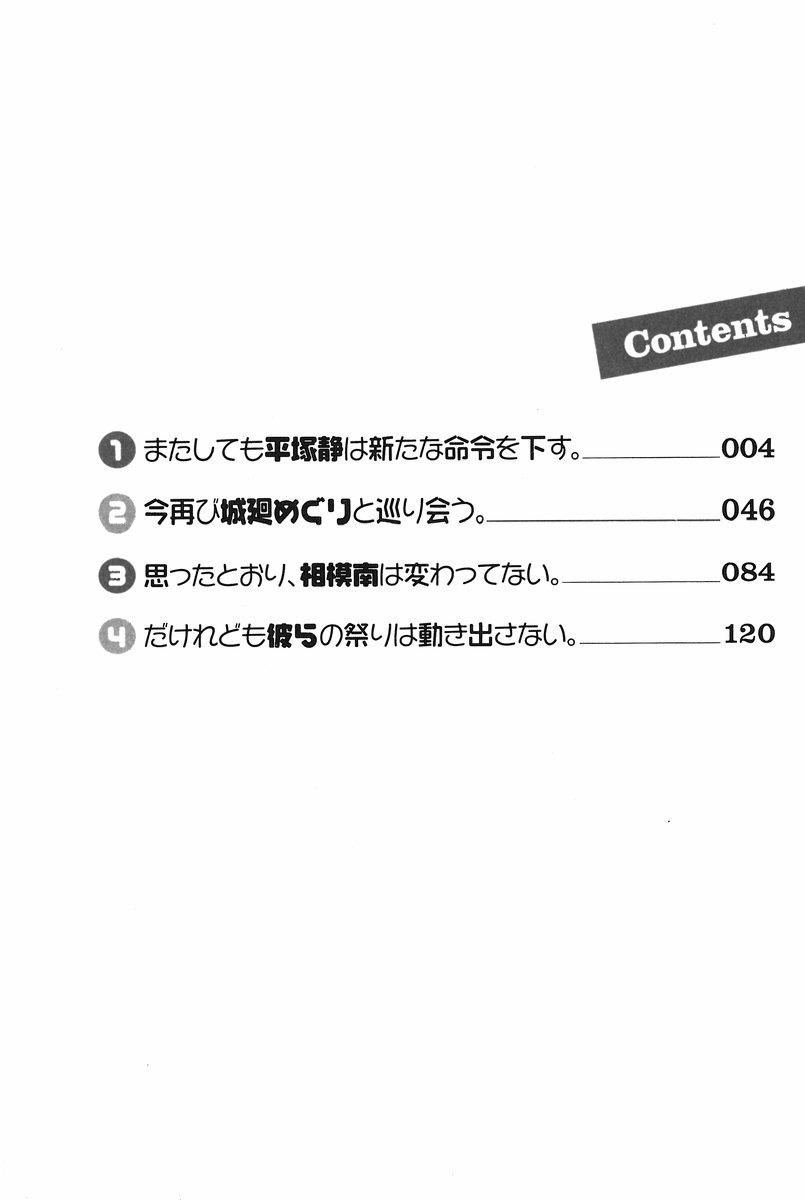 Contents
1 またしても平塚静は新たな命令を下す。 004
2 今再び城廻めぐりと巡り会う。 046
3 思ったとおり、相模南は変わってない。 084
4 だけれども彼らの祭りは動き出さない。 120